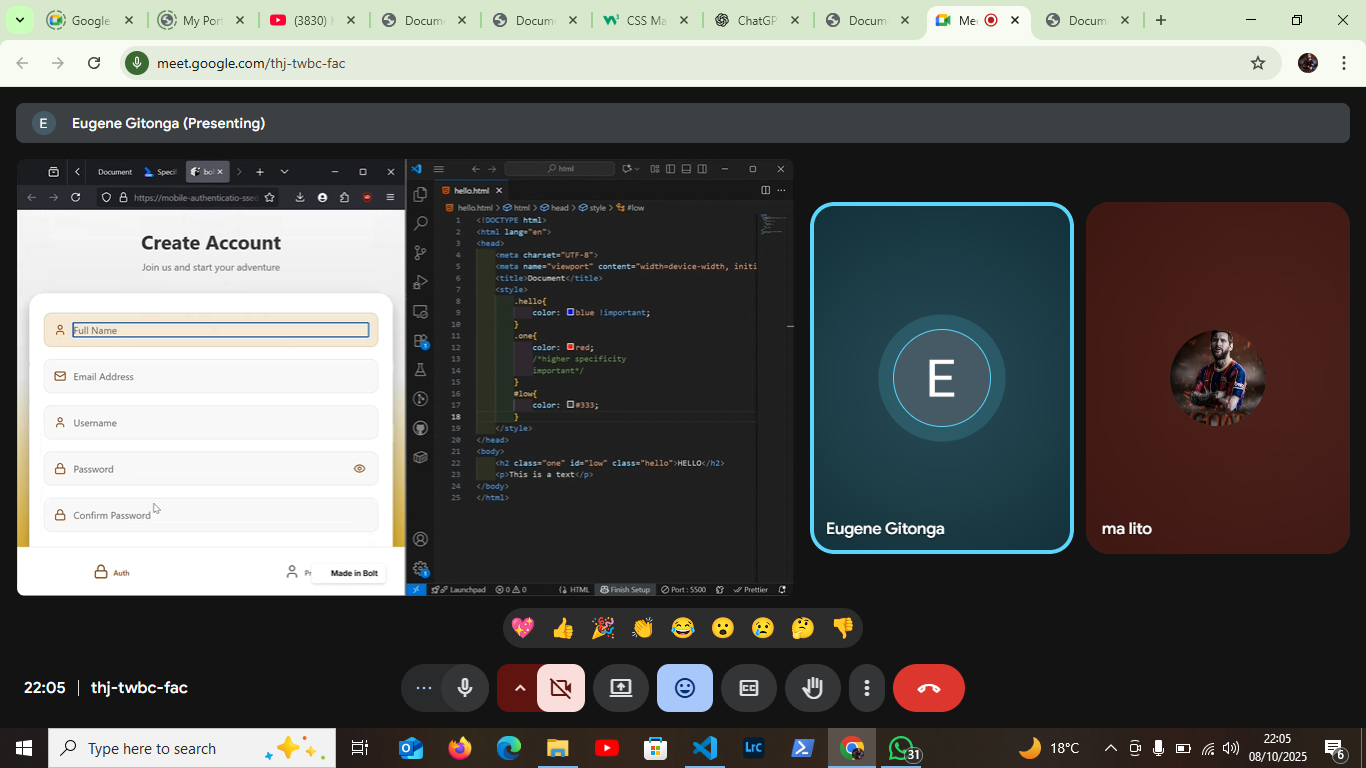 Google
My Port
(3830) 
Docum
Docum
CSS Ma
ChatGP
Docum
Mee
Docum
meet.google.com/thj-twbc-fac
E
Eugene Gitonga (Presenting)
Document
Specif
bol
https://mobile-authenticatio-ssed
Create Account
Join us and start your adventure
Full Name
Email Address
Username
Password
Confirm Password
Auth
Pr
Made in Bolt
html
hello.html
hello.html > html > head > style > #low
1 <!DOCTYPE html>
2 <html lang="en">
3 <head>
4 <meta charset="UTF-8">
5 <meta name="viewport" content="width=device-width, initi
6 <title>Document</title>
7 <style>
8 .hello{
9 color: blue !important;
10 }
11 .one{
12 color: red;
13 /*higher specificity
14 important*/
15 }
16 #low{
17 color: #333;
18 }
19 </style>
20 </head>
21 <body>
22 <h2 class="one" id="low" class="hello">HELLO</h2>
23 <p>This is a text</p>
24 </body>
25 </html>
Launchpad
0 0
HTML
Finish Setup
Port : 5500
Prettier
E
Eugene Gitonga
ma lito
22:05 | thj-twbc-fac
CC
Type here to search
Lrc
31
18°C
22:05
08/10/2025
6